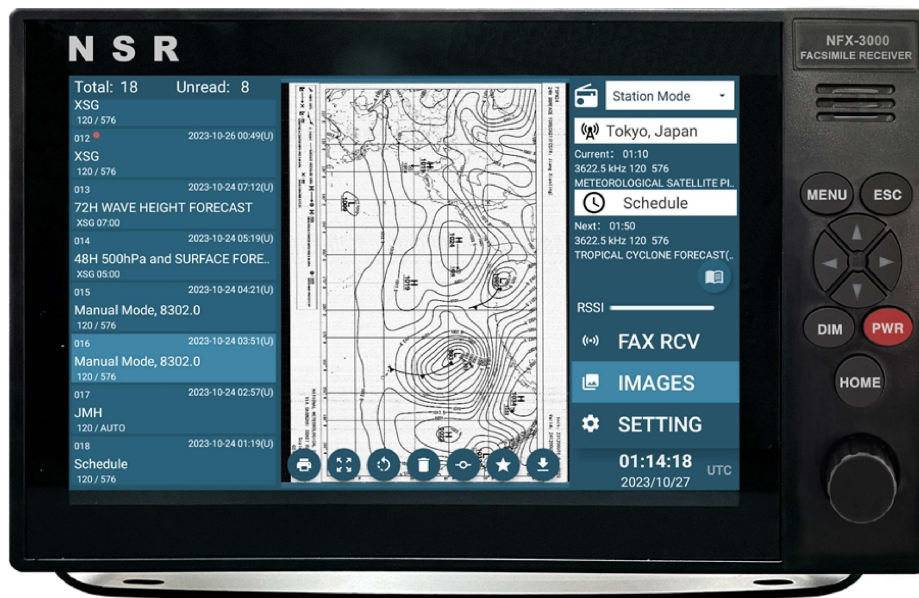 NSR
NFX-3000
FACSIMILE RECEIVER
Total: 18 Unread: 8
XSG
120 / 576
012 2023-10-26 00:49(U)
XSG
120 / 576
013 2023-10-24 07:12(U)
72H WAVE HEIGHT FORECAST
XSG 07:00
014 2023-10-24 05:19(U)
48H 500hPa and SURFACE FORE..
XSG 05:00
015 2023-10-24 04:21(U)
Manual Mode, 8302.0
120 / 576
016 2023-10-24 03:51(U)
Manual Mode, 8302.0
120 / 576
017 2023-10-24 02:57(U)
JMH
120 / AUTO
018 2023-10-24 01:19(U)
Schedule
120 / 576
H
1024
H
1019
L
H
Station Mode
Tokyo, Japan
Current: 01:10
3622.5 kHz 120 576
METEOROLOGICAL SATELLITE PI..
Schedule
Next: 01:50
3622.5 kHz 120 576
TROPICAL CYCLONE FORECAST(..
RSSI
FAX RCV
IMAGES
SETTING
01:14:18 UTC
2023/10/27
MENU
ESC
DIM
PWR
HOME